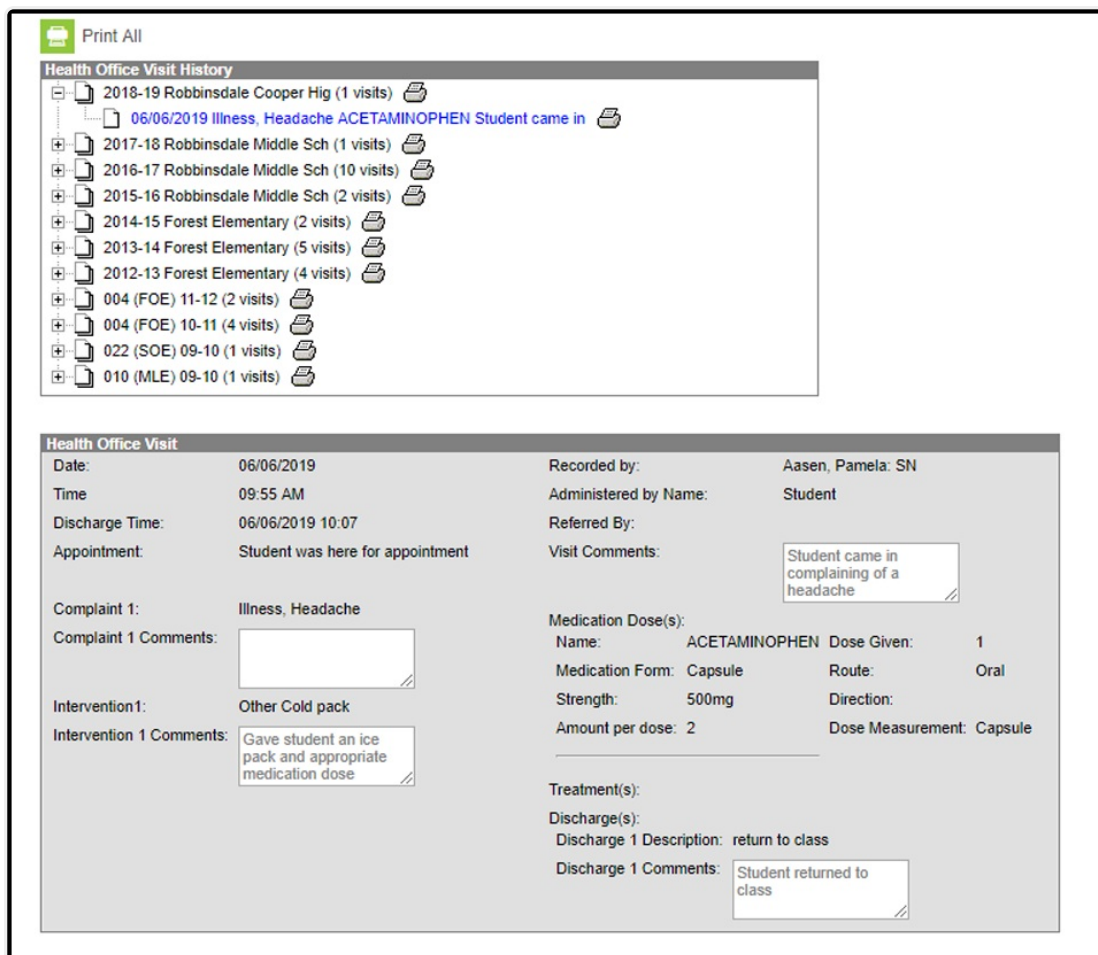 Print All
Health Office Visit History
2018-19 Robbinsdale Cooper Hig (1 visits)
06/06/2019 Illness, Headache ACETAMINOPHEN Student came in
2017-18 Robbinsdale Middle Sch (1 visits)
2016-17 Robbinsdale Middle Sch (10 visits)
2015-16 Robbinsdale Middle Sch (2 visits)
2014-15 Forest Elementary (2 visits)
2013-14 Forest Elementary (5 visits)
2012-13 Forest Elementary (4 visits)
004 (FOE) 11-12 (2 visits)
004 (FOE) 10-11 (4 visits)
022 (SOE) 09-10 (1 visits)
010 (MLE) 09-10 (1 visits)
Health Office Visit
Date: 06/06/2019
Time 09:55 AM
Discharge Time: 06/06/2019 10:07
Appointment: Student was here for appointment
Complaint 1: Illness, Headache
Complaint 1 Comments:
Intervention1: Other Cold pack
Intervention 1 Comments: Gave student an ice
pack and appropriate
medication dose
Recorded by: Aasen, Pamela: SN
Administered by Name: Student
Referred By:
Visit Comments: Student came in
complaining of a
headache
Medication Dose(s):
Name: ACETAMINOPHEN Dose Given: 1
Medication Form: Capsule Route: Oral
Strength: 500mg Direction:
Amount per dose: 2 Dose Measurement: Capsule
Treatment(s):
Discharge(s):
Discharge 1 Description: return to class
Discharge 1 Comments: Student returned to
class